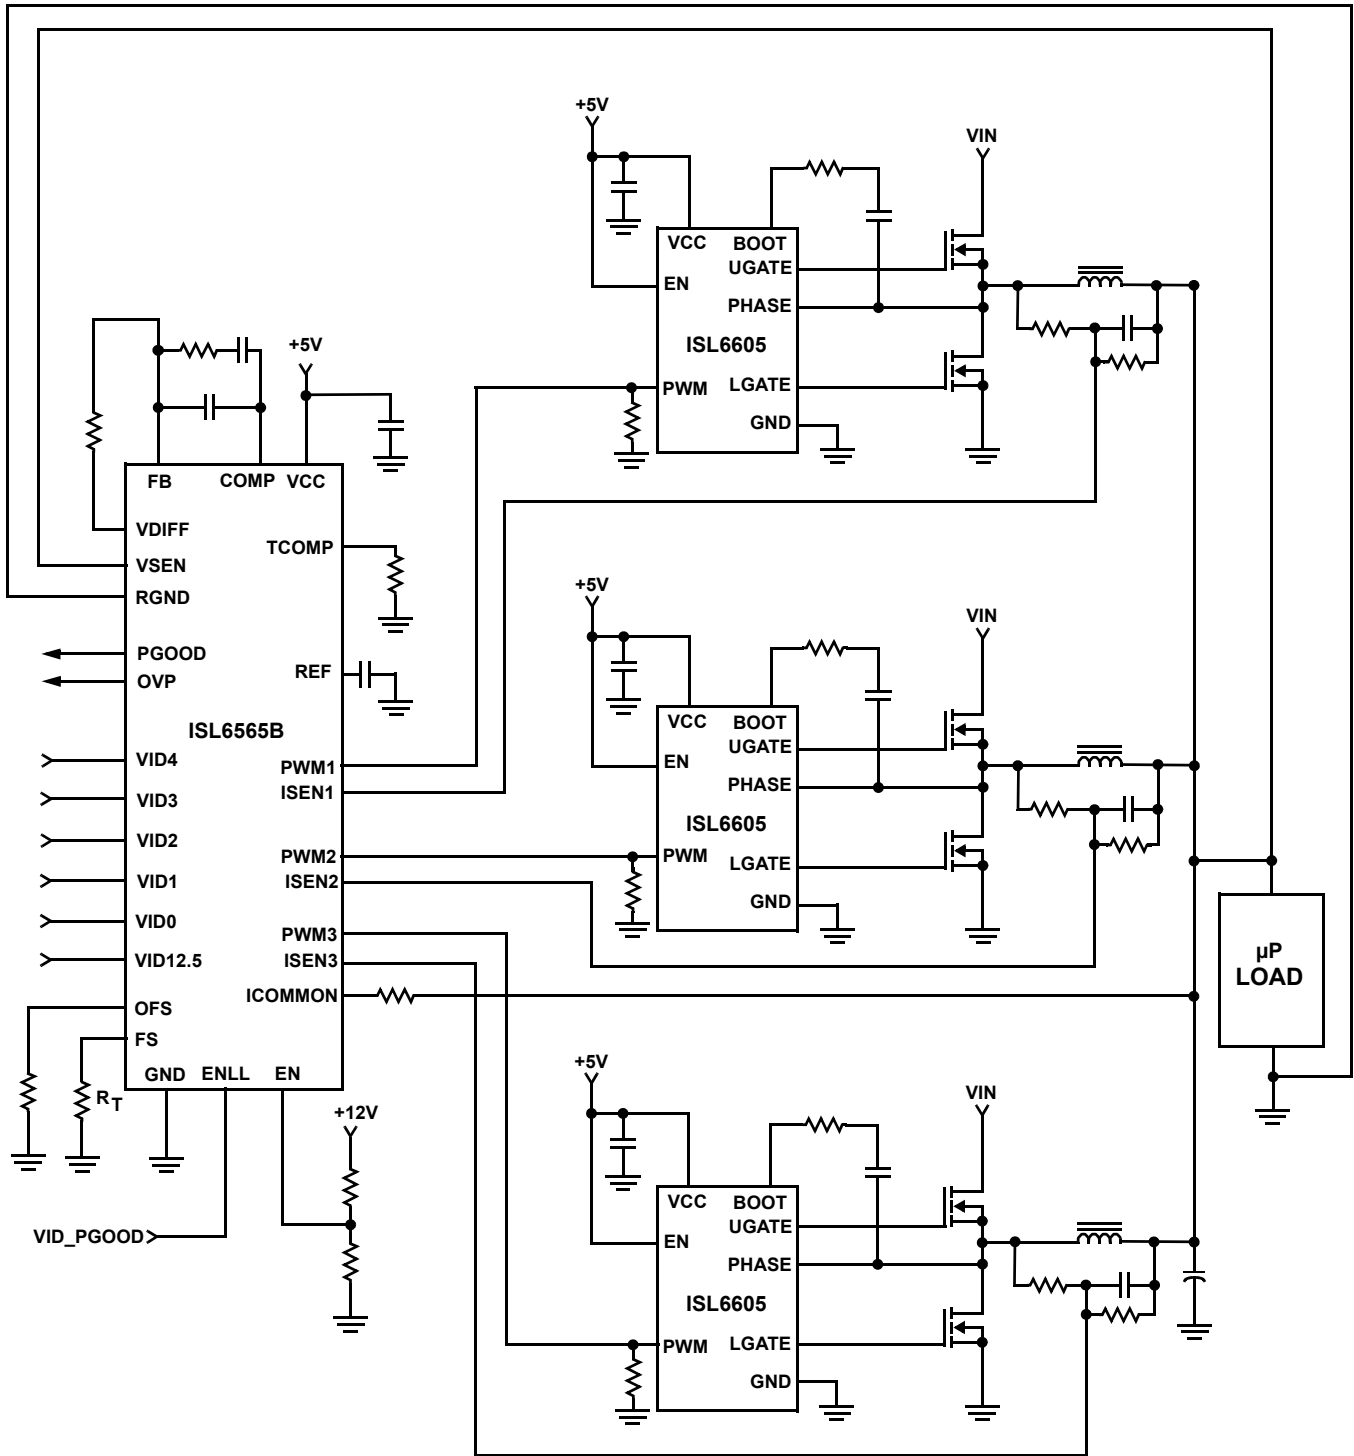 +5V
VIN
VCC
BOOT
UGATE
EN
PHASE
ISL6605
PWM
LGATE
GND
+5V
FB
COMP
VCC
VDIFF
TCOMP
VSEN
RGND
PGOOD
REF
OVP
ISL6565B
VID4
PWM1
ISEN1
VID3
VID2
PWM2
VID1
ISEN2
VID0
PWM3
VID12.5
ISEN3
ICOMMON
OFS
FS
GND
ENLL
EN
RT
+12V
VID_PGOOD
+5V
VIN
VCC
BOOT
UGATE
EN
PHASE
ISL6605
PWM
LGATE
GND
µP
LOAD
+5V
VIN
VCC
BOOT
UGATE
EN
PHASE
ISL6605
PWM
LGATE
GND